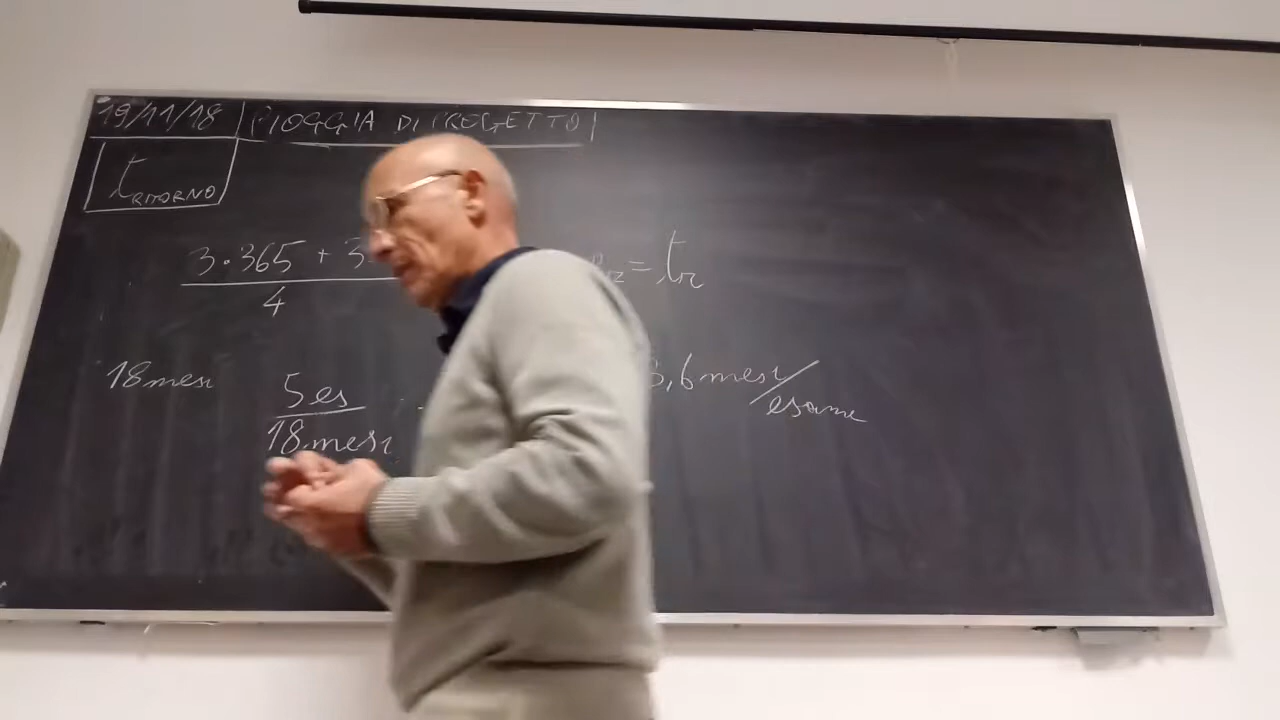 19/11/18 PIOGGIA DI PROGETTO
t RITORNO
3·365 + 3
4
= tr
18 mesi
5 es
18 mesi
3,6 mesi/
esame